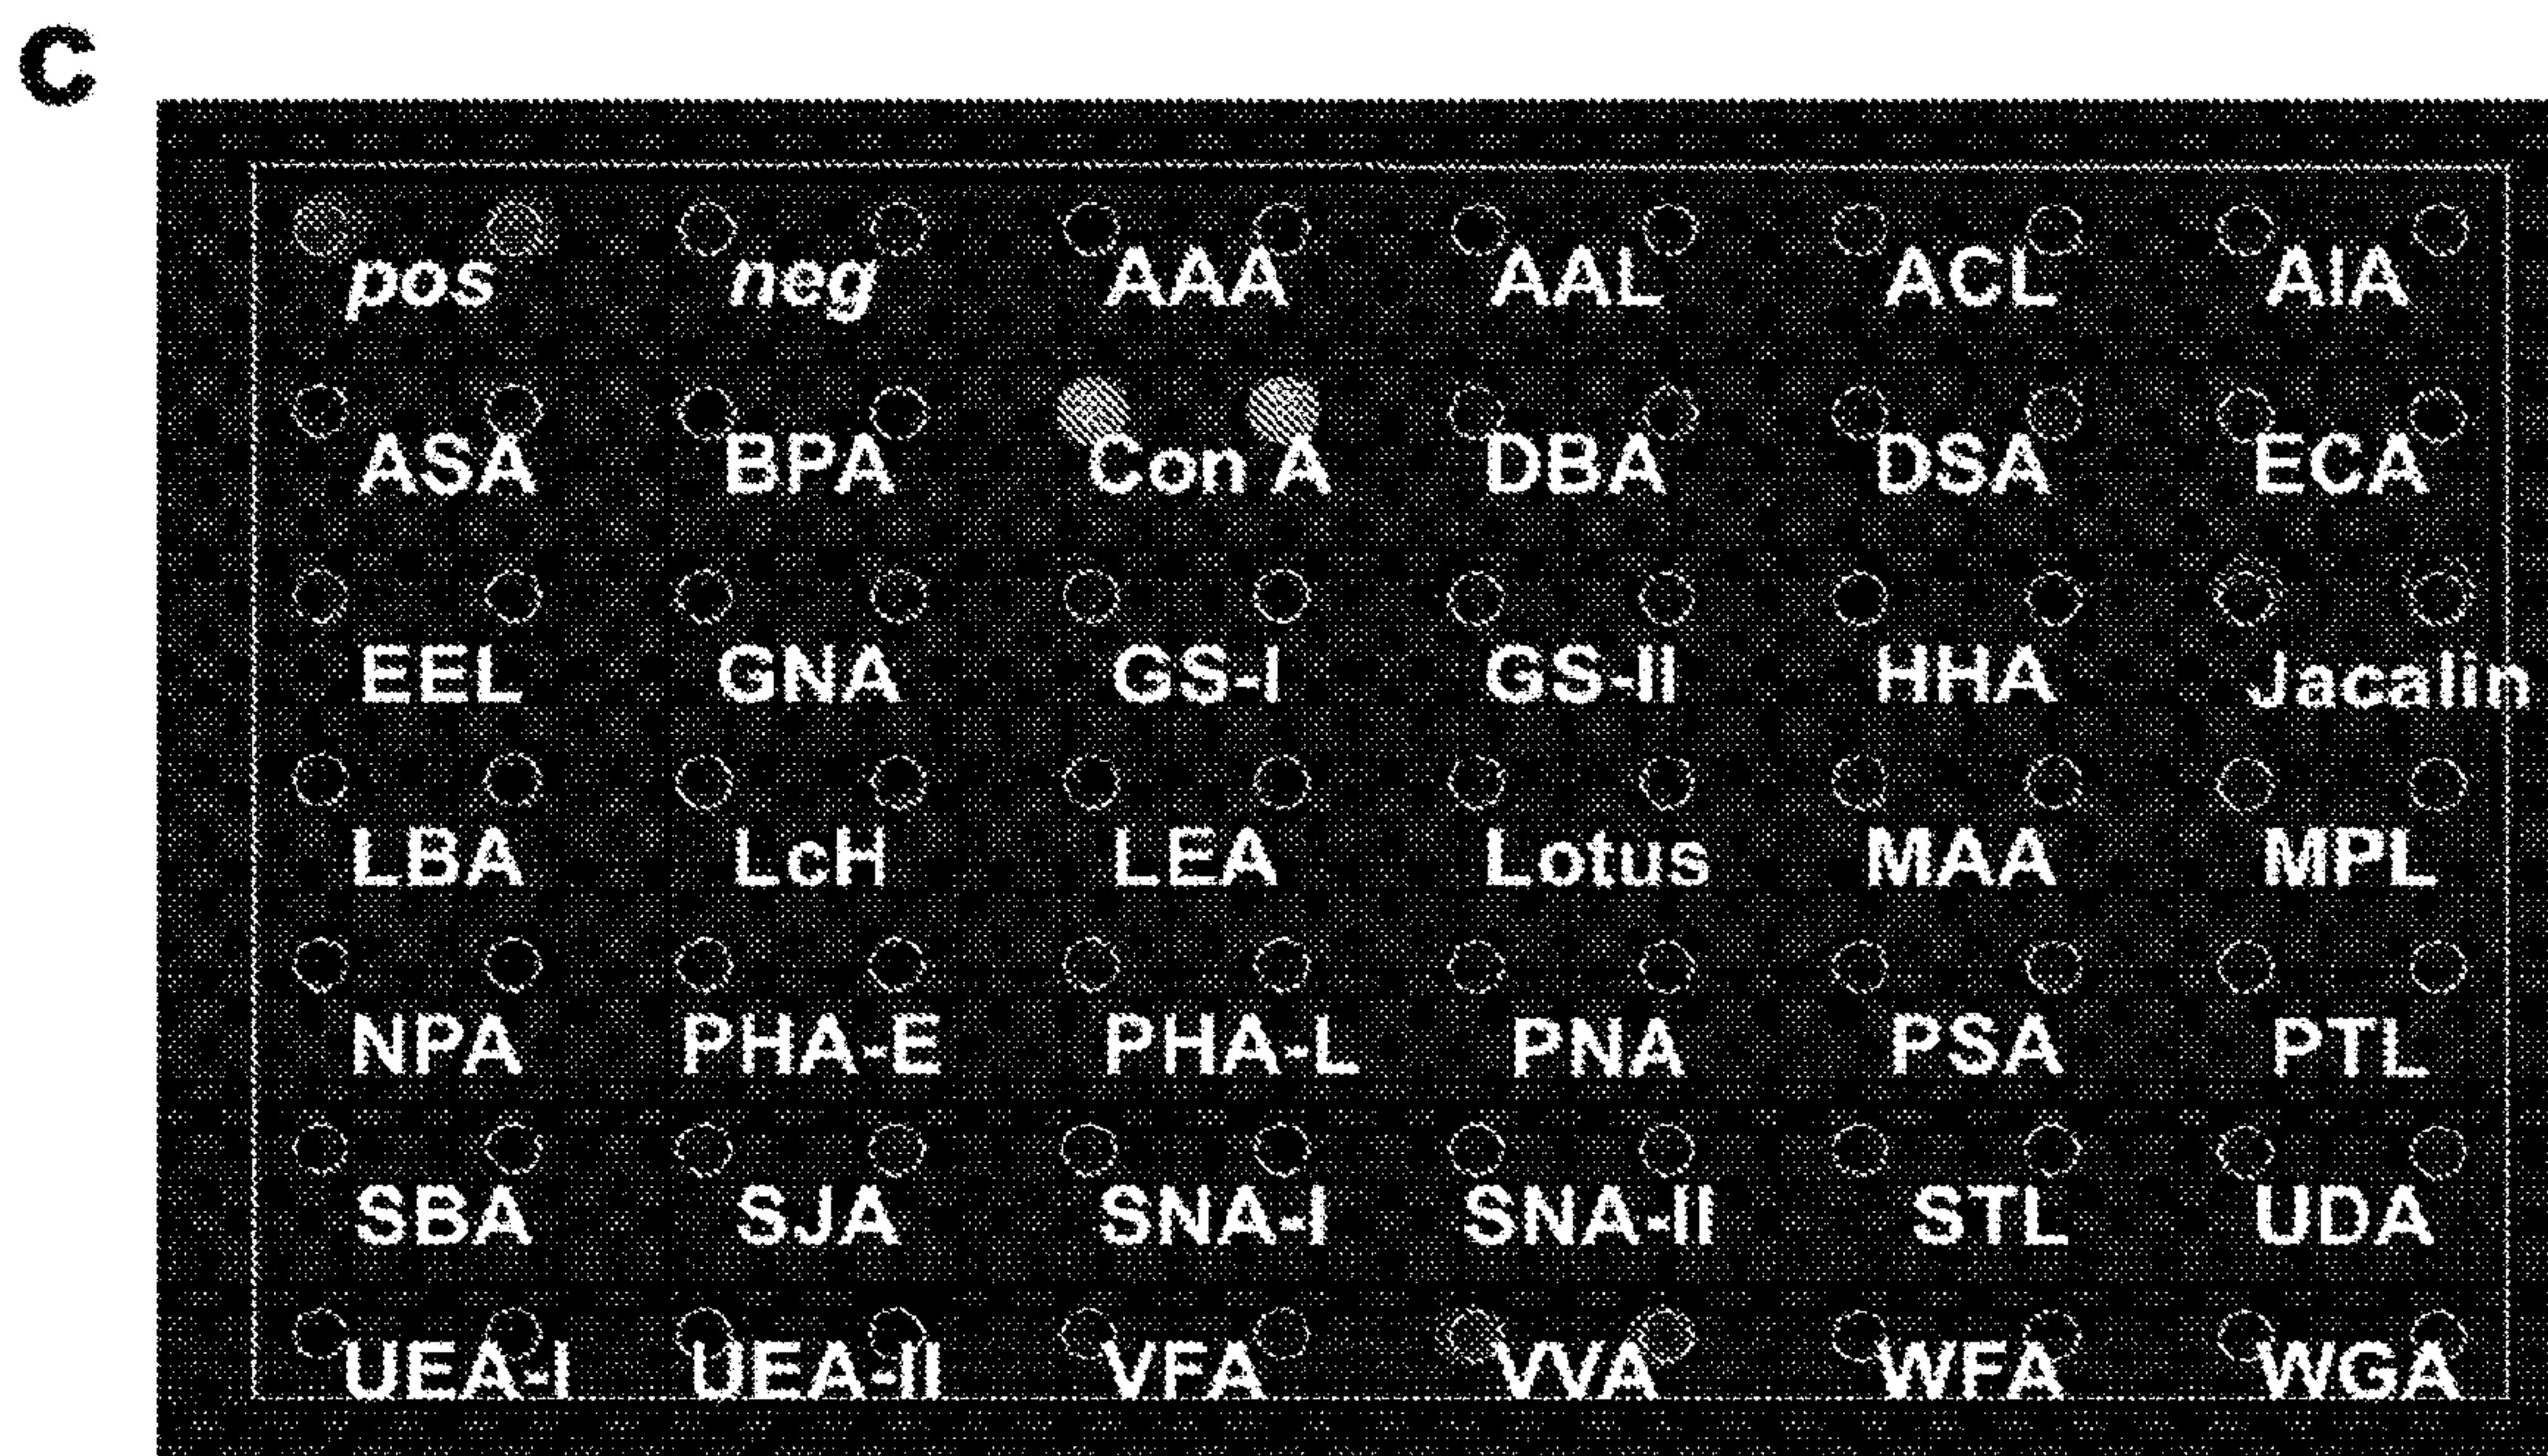 C
pos neg AAA AAL ACL AIA
ASA BPA Con A DBA DSA ECA
EEL GNA GS-I GS-II HHA Jacalin
LBA LcH LEA Lotus MAA MPL
NPA PHA-E PHA-L PNA PSA PTL
SBA SJA SNA-I SNA-II STL UDA
UEA-I UEA-II VFA VVA WFA WGA